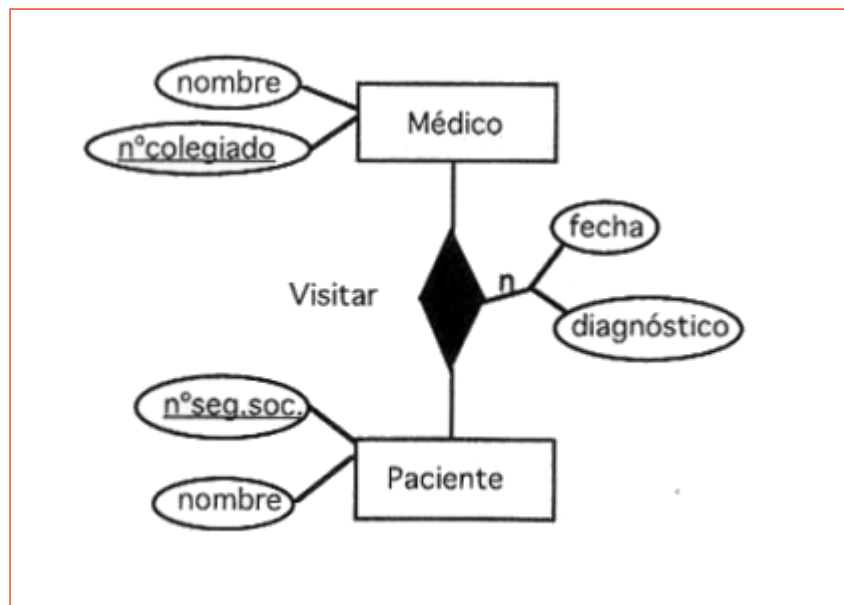 nombre
Médico
nºcolegiado
fecha
n
Visitar
diagnóstico
nºseg.soc.
Paciente
nombre